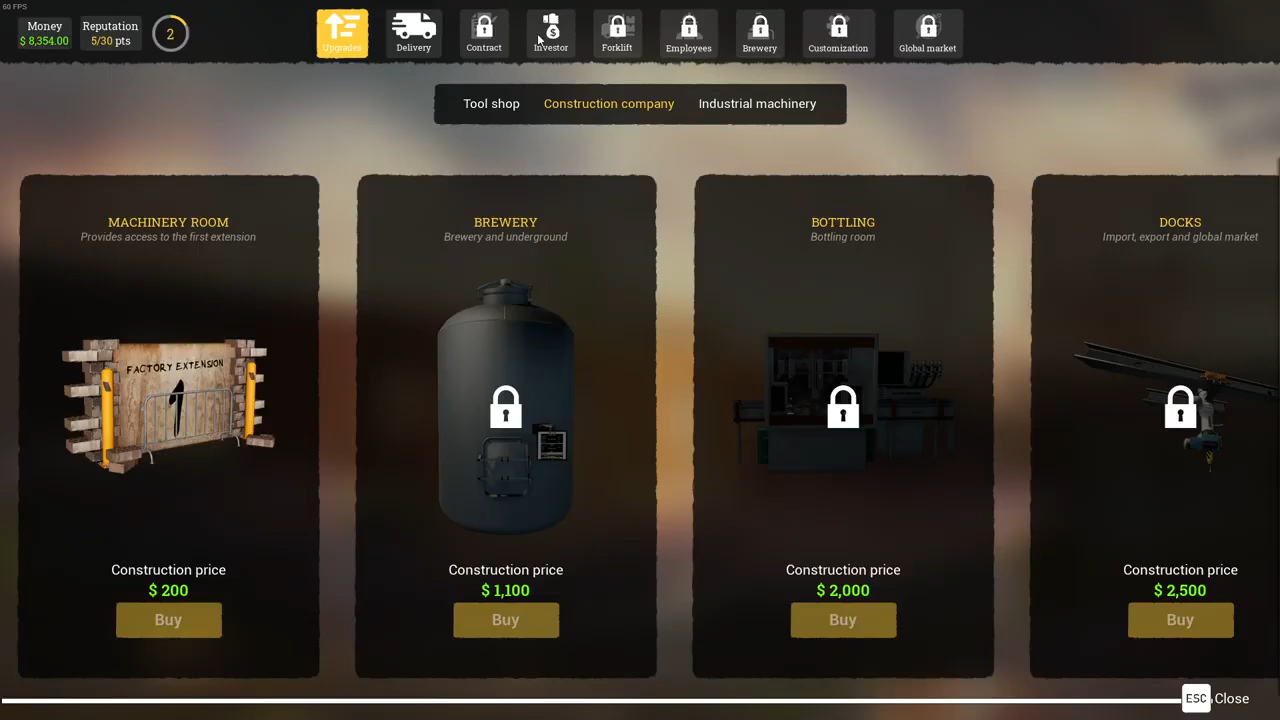 60 FPS
Money
$ 8,354.00
Reputation
5/30 pts
2
Upgrades
Delivery
Contract
Investor
Forklift
Employees
Brewery
Customization
Global market
Tool shop
Construction company
Industrial machinery
MACHINERY ROOM
Provides access to the first extension
BREWERY
Brewery and underground
BOTTLING
Bottling room
DOCKS
Import, export and global market
FACTORY EXTENSION
1
Construction price
$ 200
Buy
Construction price
$ 1,100
Buy
Construction price
$ 2,000
Buy
Construction price
$ 2,500
Buy
ESC Close